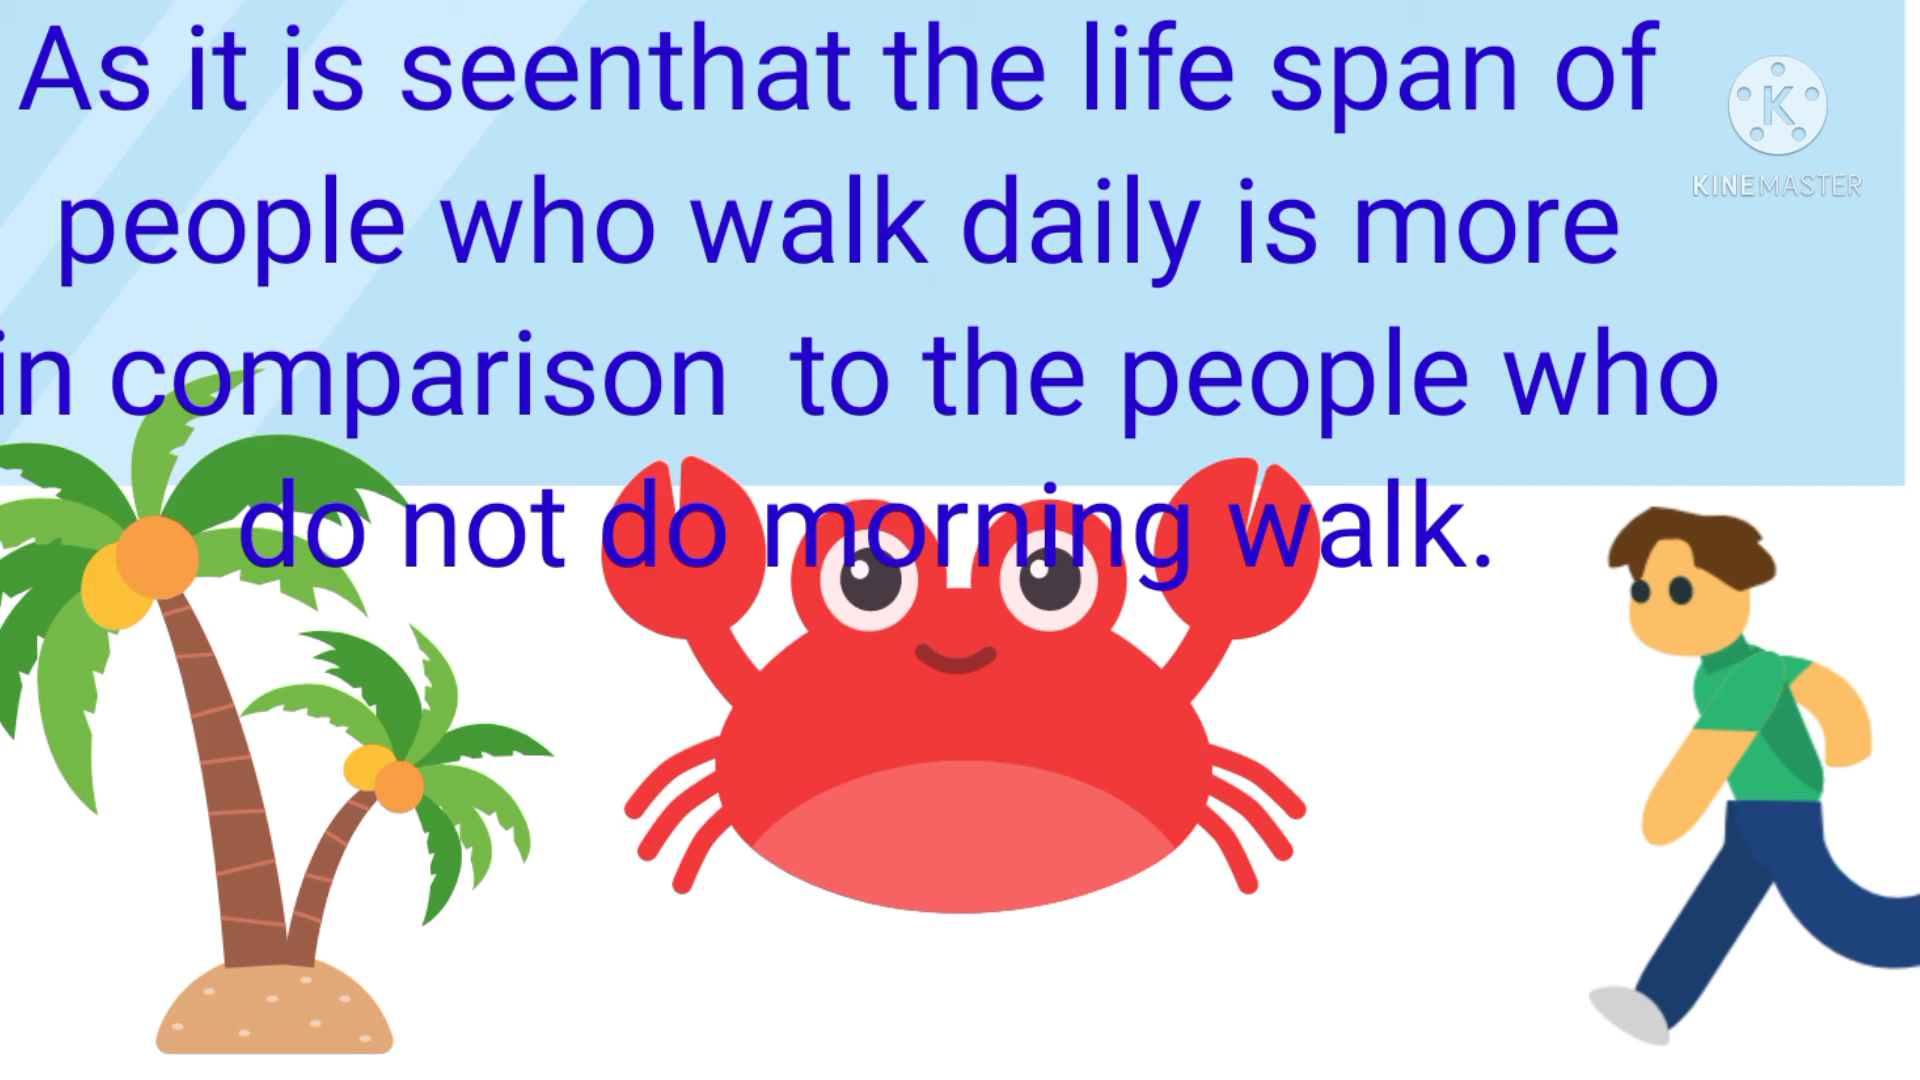 As it is seenthat the life span of
people who walk daily is more
in comparison  to the people who
do not do morning walk.
K
KINEMASTER